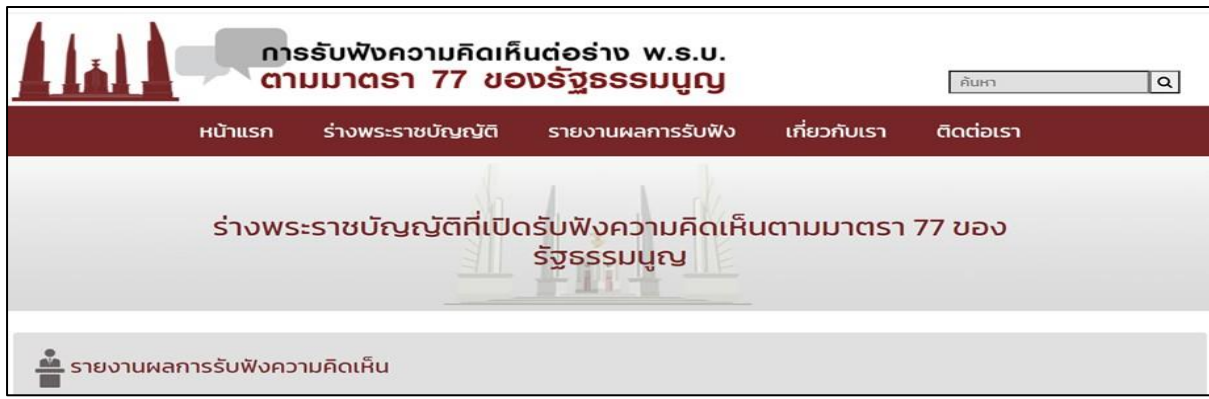 การรับฟังความคิดเห็นต่อร่าง พ.ร.บ.
ตามมาตรา 77 ของรัฐธรรมนูญ
ค้นหา
หน้าแรก ร่างพระราชบัญญัติ รายงานผลการรับฟัง เกี่ยวกับเรา ติดต่อเรา
ร่างพระราชบัญญัติที่เปิดรับฟังความคิดเห็นตามมาตรา 77 ของ
รัฐธรรมนูญ
รายงานผลการรับฟังความคิดเห็น